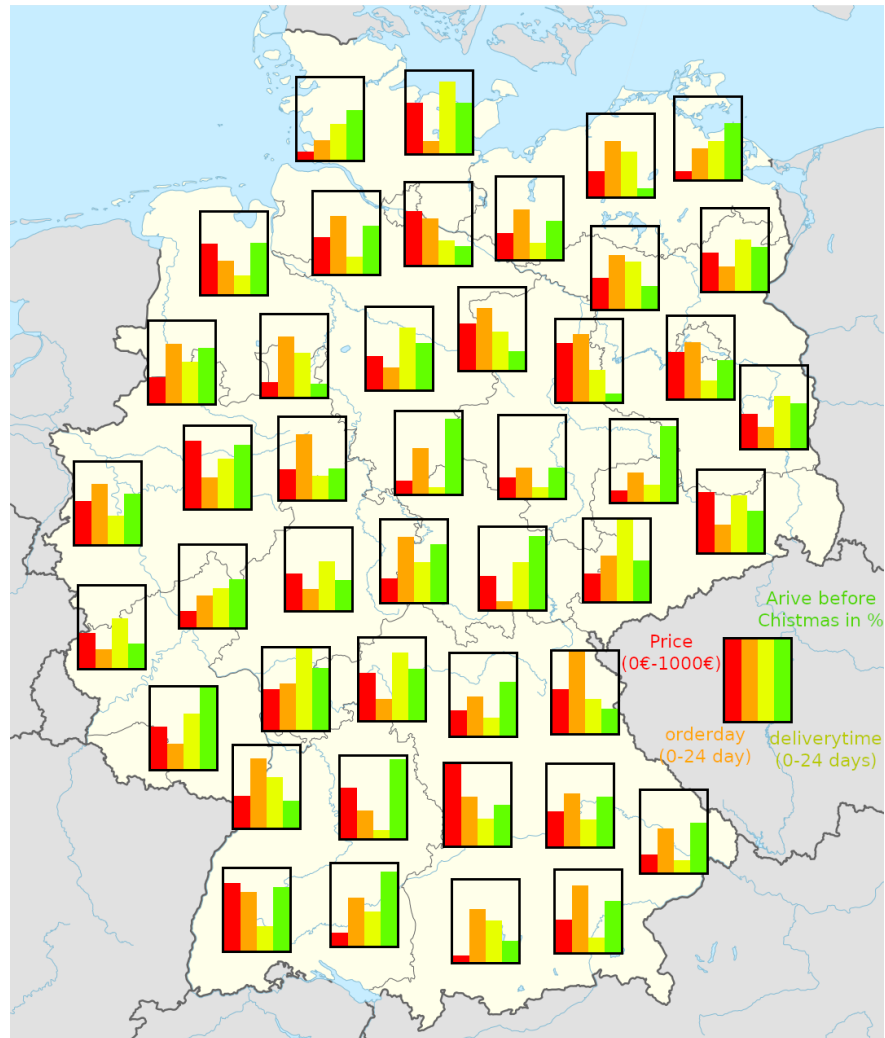 Arive before
Chistmas in %
Price
(0€-1000€)
orderday
(0-24 day)
deliverytime
(0-24 days)